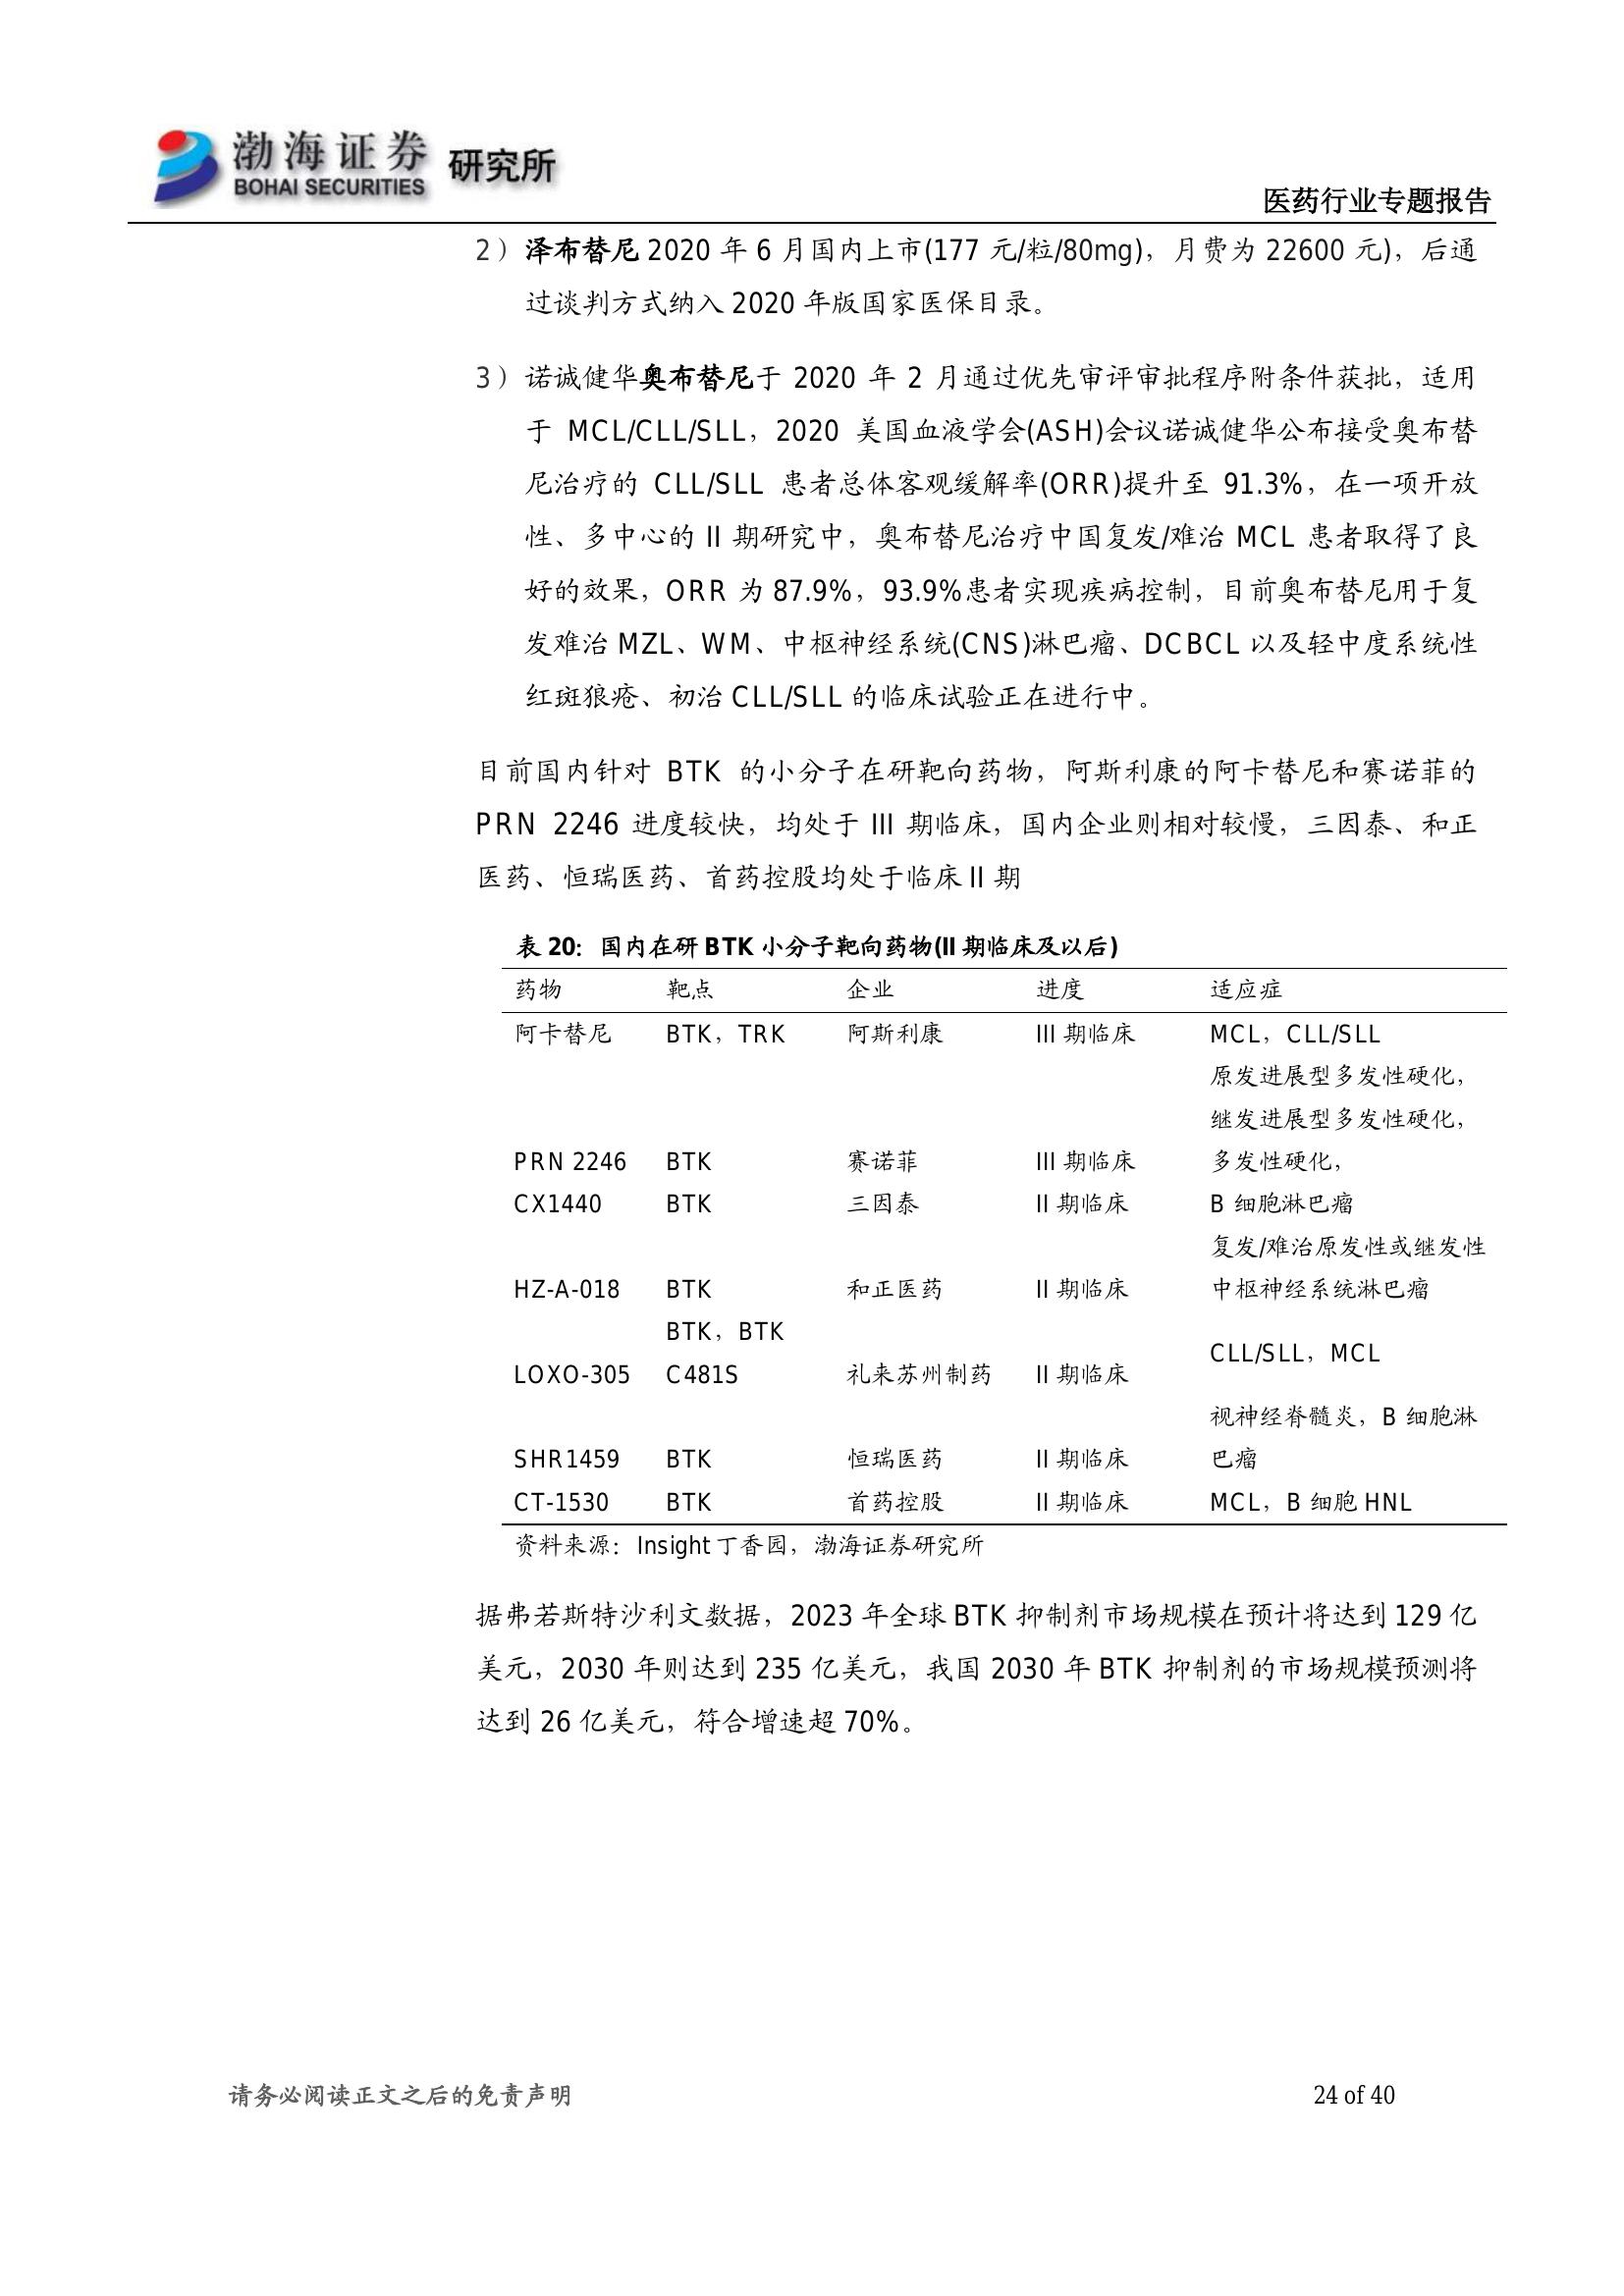 渤海证券 研究所
BOHAI SECURITIES
医药行业专题报告
2）泽布替尼 2020 年 6 月国内上市(177 元/粒/80mg)，月费为 22600 元)，后通
过谈判方式纳入 2020 年版国家医保目录。
3）诺诚健华奥布替尼于 2020 年 2 月通过优先审评审批程序附条件获批，适用
于 MCL/CLL/SLL，2020 美国血液学会(ASH)会议诺诚健华公布接受奥布替
尼治疗的 CLL/SLL 患者总体客观缓解率(ORR)提升至 91.3%，在一项开放
性、多中心的 II 期研究中，奥布替尼治疗中国复发/难治 MCL 患者取得了良
好的效果，ORR 为 87.9%，93.9%患者实现疾病控制，目前奥布替尼用于复
发难治 MZL、WM、中枢神经系统(CNS)淋巴瘤、DCBCL 以及轻中度系统性
红斑狼疮、初治 CLL/SLL 的临床试验正在进行中。
目前国内针对 BTK 的小分子在研靶向药物，阿斯利康的阿卡替尼和赛诺菲的
PRN 2246 进度较快，均处于 III 期临床，国内企业则相对较慢，三因泰、和正
医药、恒瑞医药、首药控股均处于临床 II 期
表 20：国内在研 BTK 小分子靶向药物(II 期临床及以后)
药物 靶点 企业 进度 适应症
阿卡替尼 BTK，TRK 阿斯利康 III 期临床 MCL，CLL/SLL
原发进展型多发性硬化，
继发进展型多发性硬化，
PRN 2246 BTK 赛诺菲 III 期临床 多发性硬化，
CX1440 BTK 三因泰 II 期临床 B 细胞淋巴瘤
复发/难治原发性或继发性
HZ-A-018 BTK 和正医药 II 期临床 中枢神经系统淋巴瘤
BTK，BTK
CLL/SLL，MCL
LOXO-305 C481S 礼来苏州制药 II 期临床
视神经脊髓炎，B 细胞淋
SHR1459 BTK 恒瑞医药 II 期临床 巴瘤
CT-1530 BTK 首药控股 II 期临床 MCL，B 细胞 HNL
资料来源：Insight 丁香园，渤海证券研究所
据弗若斯特沙利文数据，2023 年全球 BTK 抑制剂市场规模在预计将达到 129 亿
美元，2030 年则达到 235 亿美元，我国 2030 年 BTK 抑制剂的市场规模预测将
达到 26 亿美元，符合增速超 70%。
请务必阅读正文之后的免责声明
24 of 40